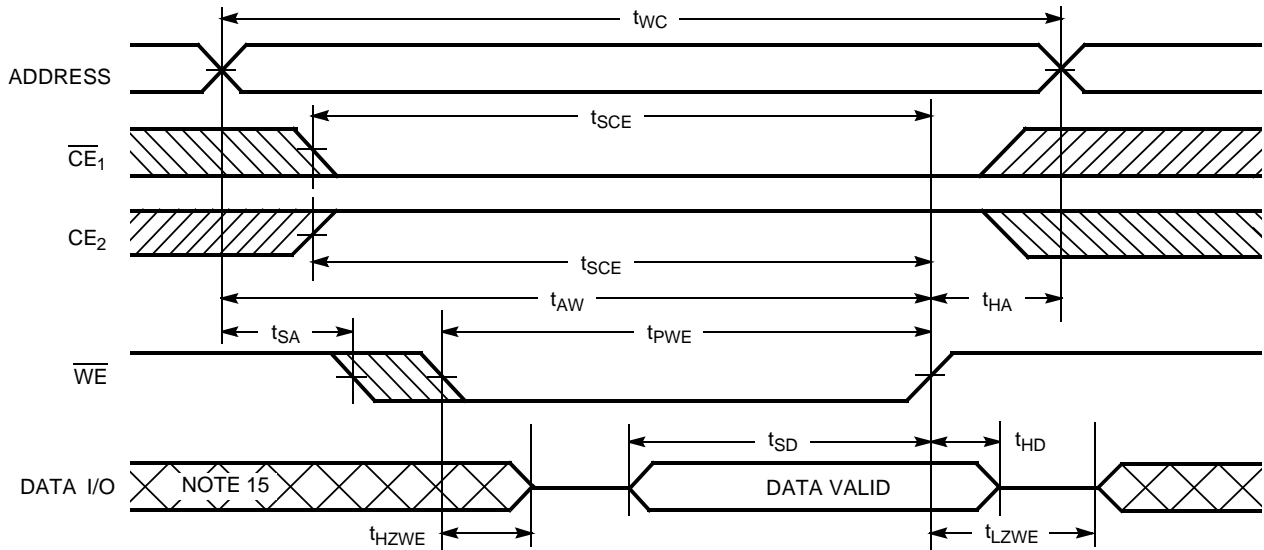 tWC
ADDRESS
tSCE
CE1
CE2
tSCE
tAW
tHA
tSA
tPWE
WE
tSD
tHD
DATA I/O
NOTE 15
DATA VALID
tHZWE
tLZWE